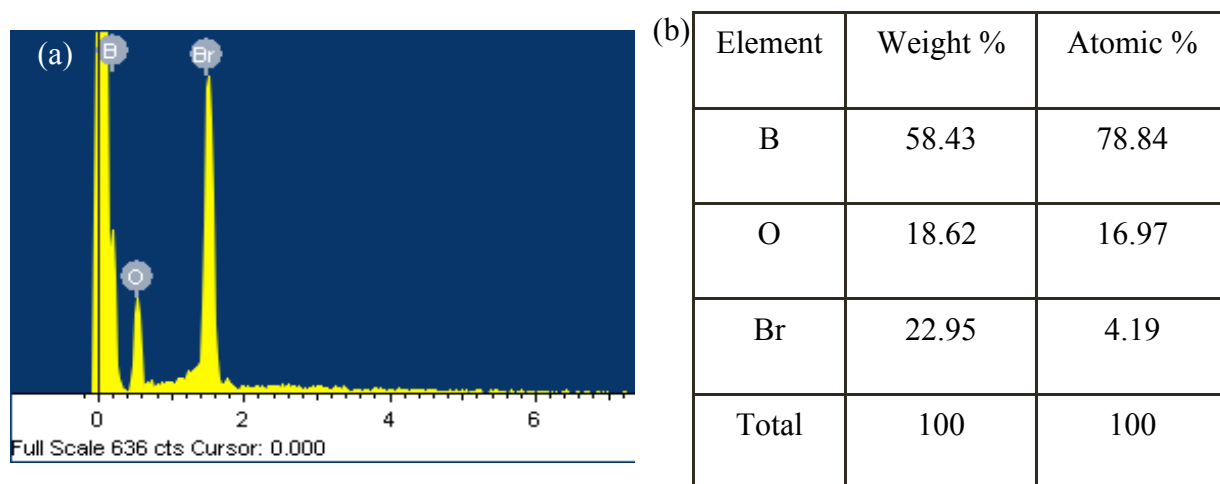 (a)
B
Br
O
0 2 4 6
Full Scale 636 cts Cursor: 0.000
(b)
Element Weight % Atomic %
B 58.43 78.84
O 18.62 16.97
Br 22.95 4.19
Total 100 100